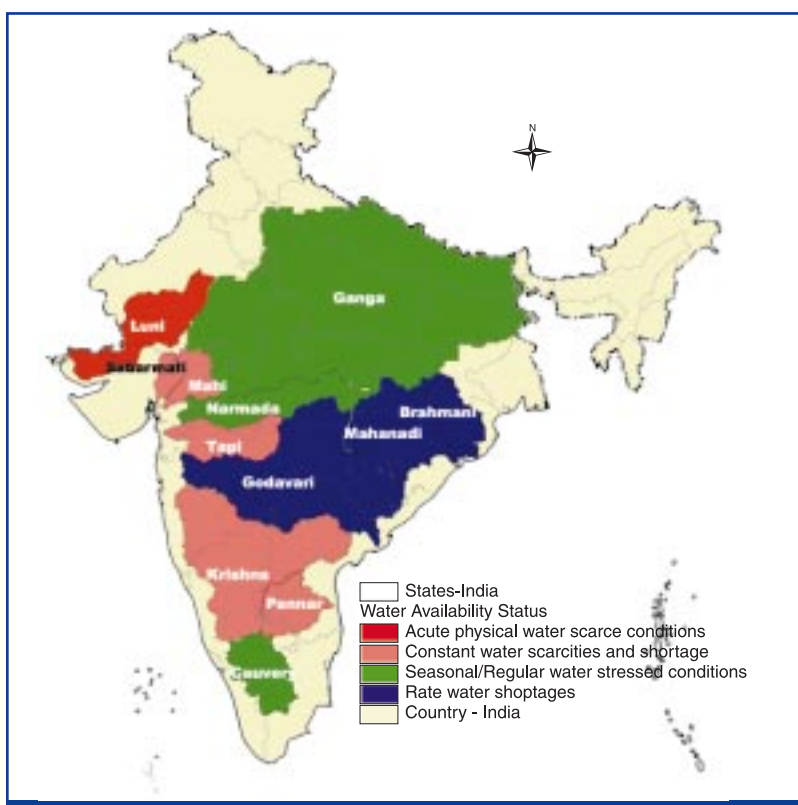 N
Ganga
Luni
Sabarmati
Mahi
Narmada
Brahmani
Mahanadi
Tapi
Godavari
Krishna
Pennar
Cauvery
States-India
Water Availability Status
Acute physical water scarce conditions
Constant water scarcities and shortage
Seasonal/Regular water stressed conditions
Rate water shoptages
Country - India